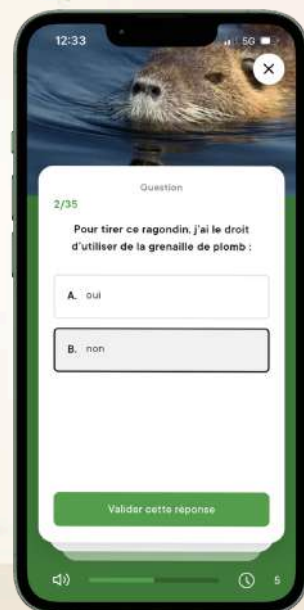 12:33
5G
Question
2/35
Pour tirer ce ragondin, j'ai le droit
d'utiliser de la grenaille de plomb :
A. oui
B. non
Valider cette réponse
5